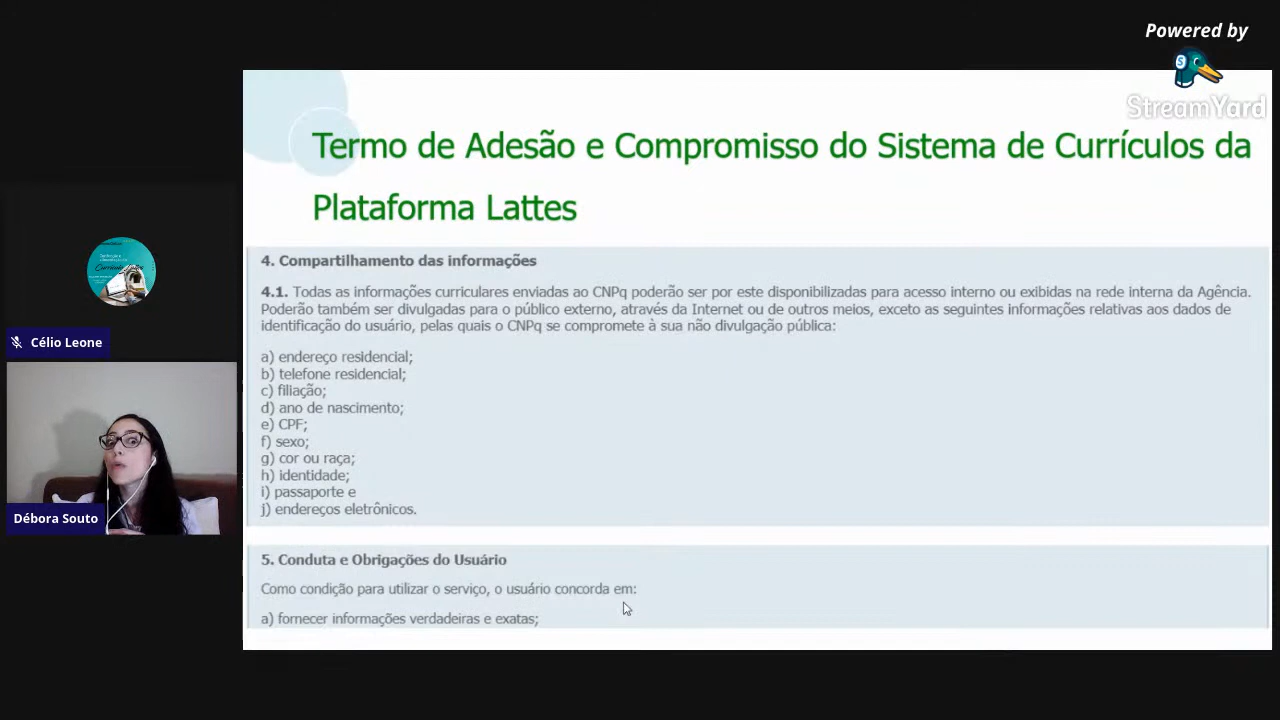 Powered by
StreamYard
Termo de Adesão e Compromisso do Sistema de Currículos da
Plataforma Lattes
4. Compartilhamento das informações
4.1. Todas as informações curriculares enviadas ao CNPq poderão ser por este disponibilizadas para acesso interno ou exibidas na rede interna da Agência.
Poderão também ser divulgadas para o público externo, através da Internet ou de outros meios, exceto as seguintes informações relativas aos dados de
identificação do usuário, pelas quais o CNPq se compromete à sua não divulgação pública:
a) endereço residencial;
b) telefone residencial;
c) filiação;
d) ano de nascimento;
e) CPF;
f) sexo;
g) cor ou raça;
h) identidade;
i) passaporte e
j) endereços eletrônicos.
5. Conduta e Obrigações do Usuário
Como condição para utilizar o serviço, o usuário concorda em:
a) fornecer informações verdadeiras e exatas;
Célio Leone
Débora Souto